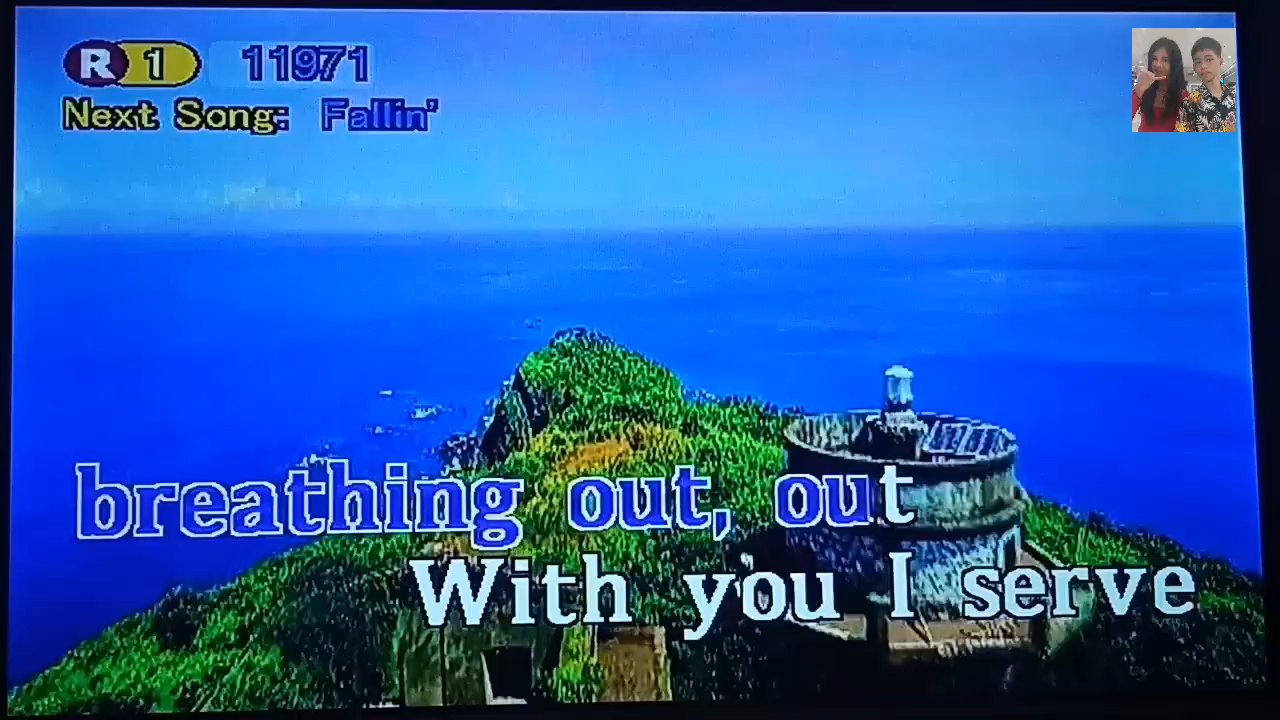 R 1 11971
Next Song: Fallin'
breathing out, out
With you I serve